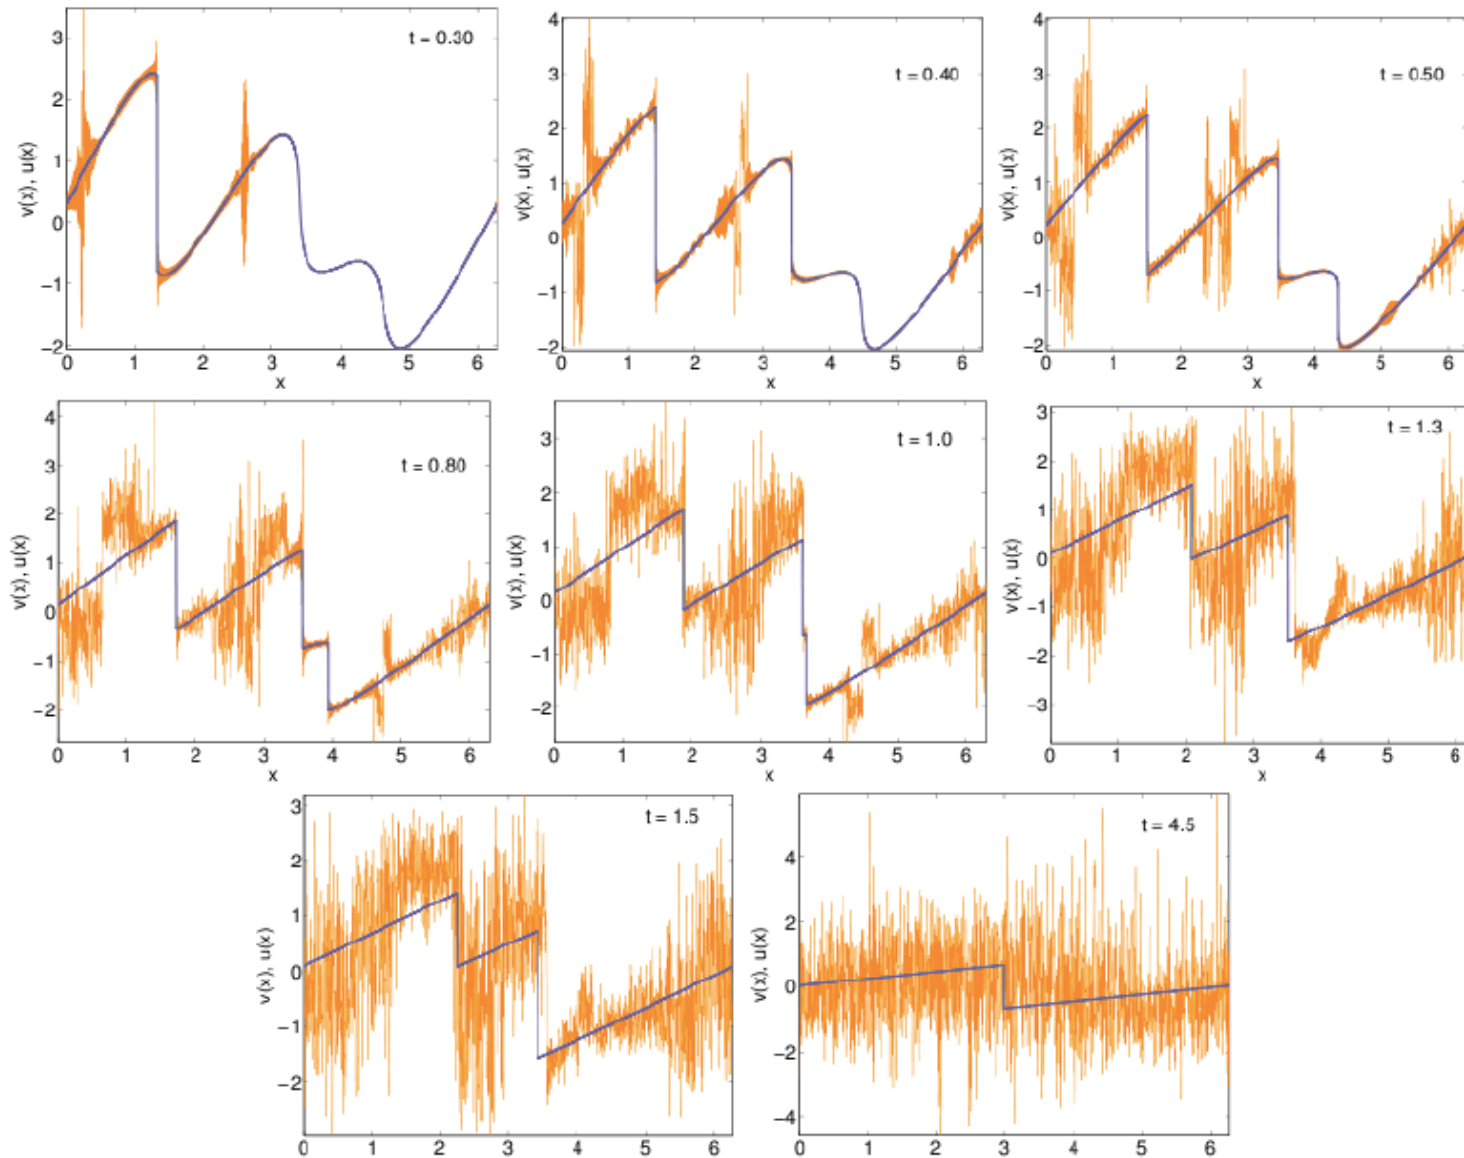 t = 0.30
v(x), u(x)
3
2
1
0
−1
−2
0 1 2 3 4 5 6
x
t = 0.40
v(x), u(x)
4
3
2
1
0
−1
−2
0 1 2 3 4 5 6
x
t = 0.50
v(x), u(x)
4
3
2
1
0
−1
−2
0 1 2 3 4 5 6
x
t = 0.80
v(x), u(x)
4
3
2
1
0
−1
−2
0 1 2 3 4 5 6
x
t = 1.0
v(x), u(x)
3
2
1
0
−1
−2
0 1 2 3 4 5 6
t = 1.3
v(x), u(x)
3
2
1
0
−1
−2
−3
0 1 2 3 4 5 6
x
t = 1.5
v(x), u(x)
3
2
1
0
−1
−2
0 1 2 3 4 5 6
t = 4.5
v(x), u(x)
4
2
0
−2
−4
0 1 2 3 4 5 6